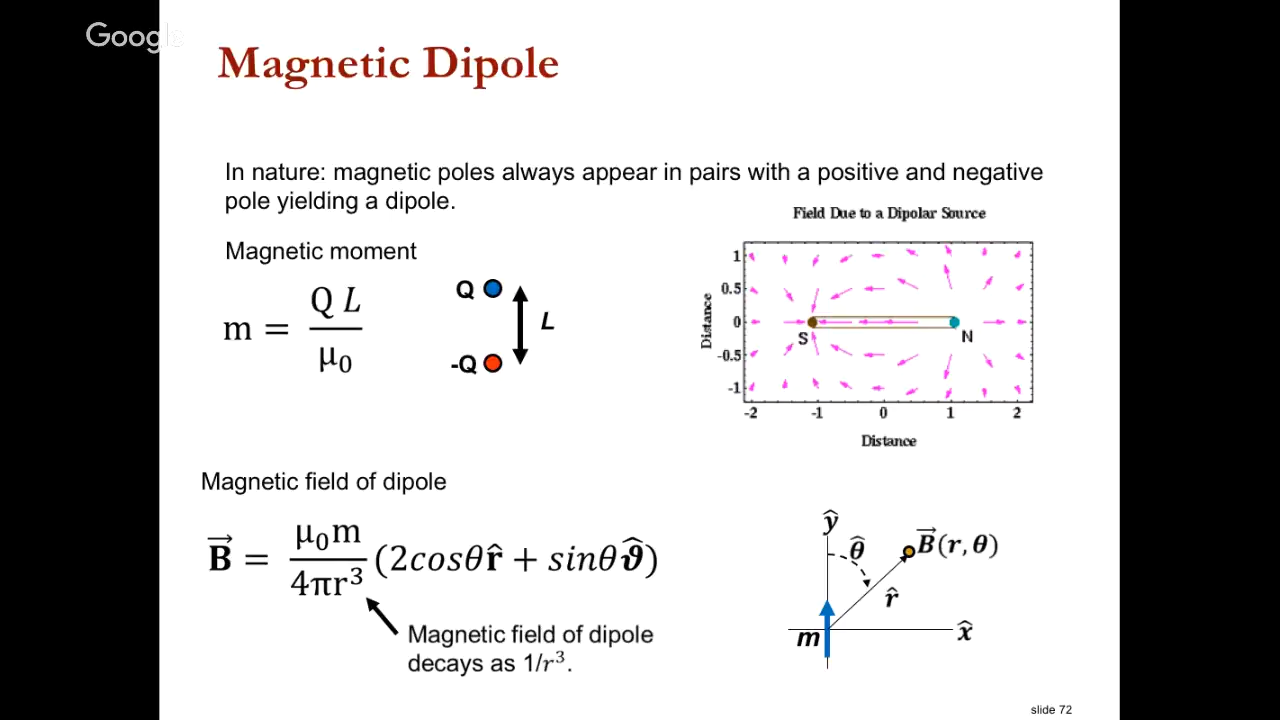 Google
Magnetic Dipole
In nature: magnetic poles always appear in pairs with a positive and negative
pole yielding a dipole.
Magnetic moment
m = Q L / μ₀
Q
L
-Q
Field Due to a Dipolar Source
Distance
1
0.5
0
-0.5
-1
S
N
-2 -1 0 1 2
Distance
Magnetic field of dipole
B⃗ = μ₀m / 4πr³ (2cosθr̂ + sinθϑ̂)
Magnetic field of dipole
decays as 1/r³.
ŷ
θ̂
B⃗(r, θ)
r̂
m
x̂
slide 72